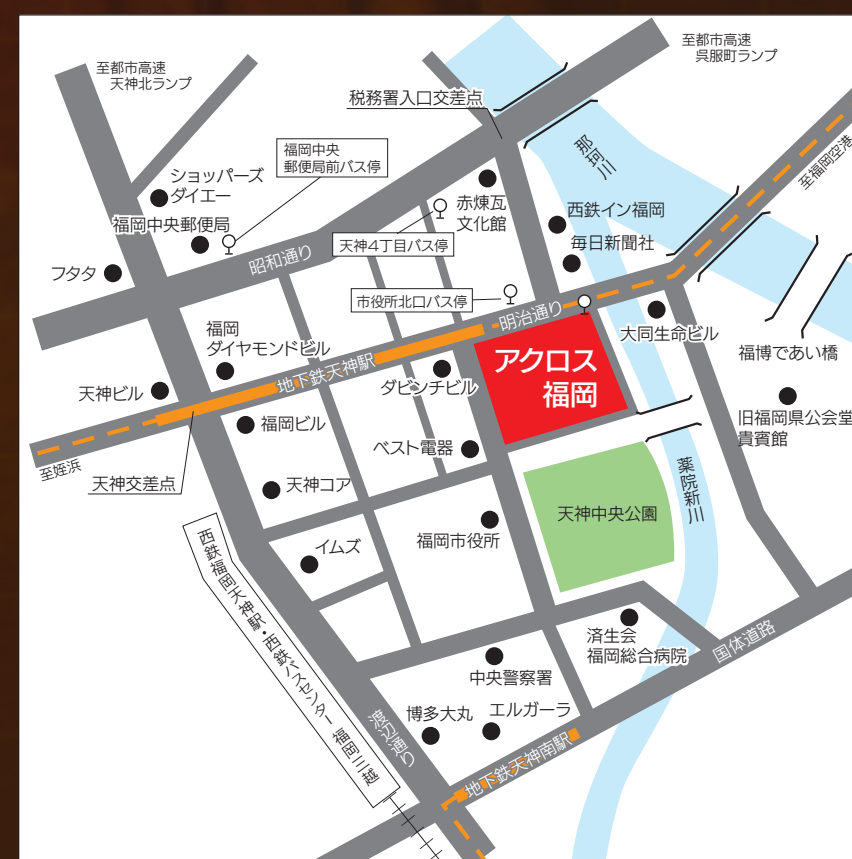 至都市高速
天神北ランプ
至都市高速
呉服町ランプ
税務署入口交差点
福岡中央
郵便局前バス停
那珂川
至福岡空港
ショッパーズ
ダイエー
赤煉瓦
文化館
西鉄イン福岡
福岡中央郵便局
天神4丁目バス停
毎日新聞社
昭和通り
フタタ
市役所北口バス停
明治通り
福岡
ダイヤモンドビル
大同生命ビル
アクロス
福岡
福博であい橋
地下鉄天神駅
天神ビル
ダビンチビル
旧福岡県公会堂
貴賓館
福岡ビル
ベスト電器
至姪浜
天神交差点
天神コア
薬院新川
天神中央公園
イムズ
福岡市役所
西鉄福岡天神駅・西鉄バスセンター 福岡三越
済生会
福岡総合病院
国体道路
中央警察署
渡辺通り
博多大丸
エルガーラ
地下鉄天神南駅